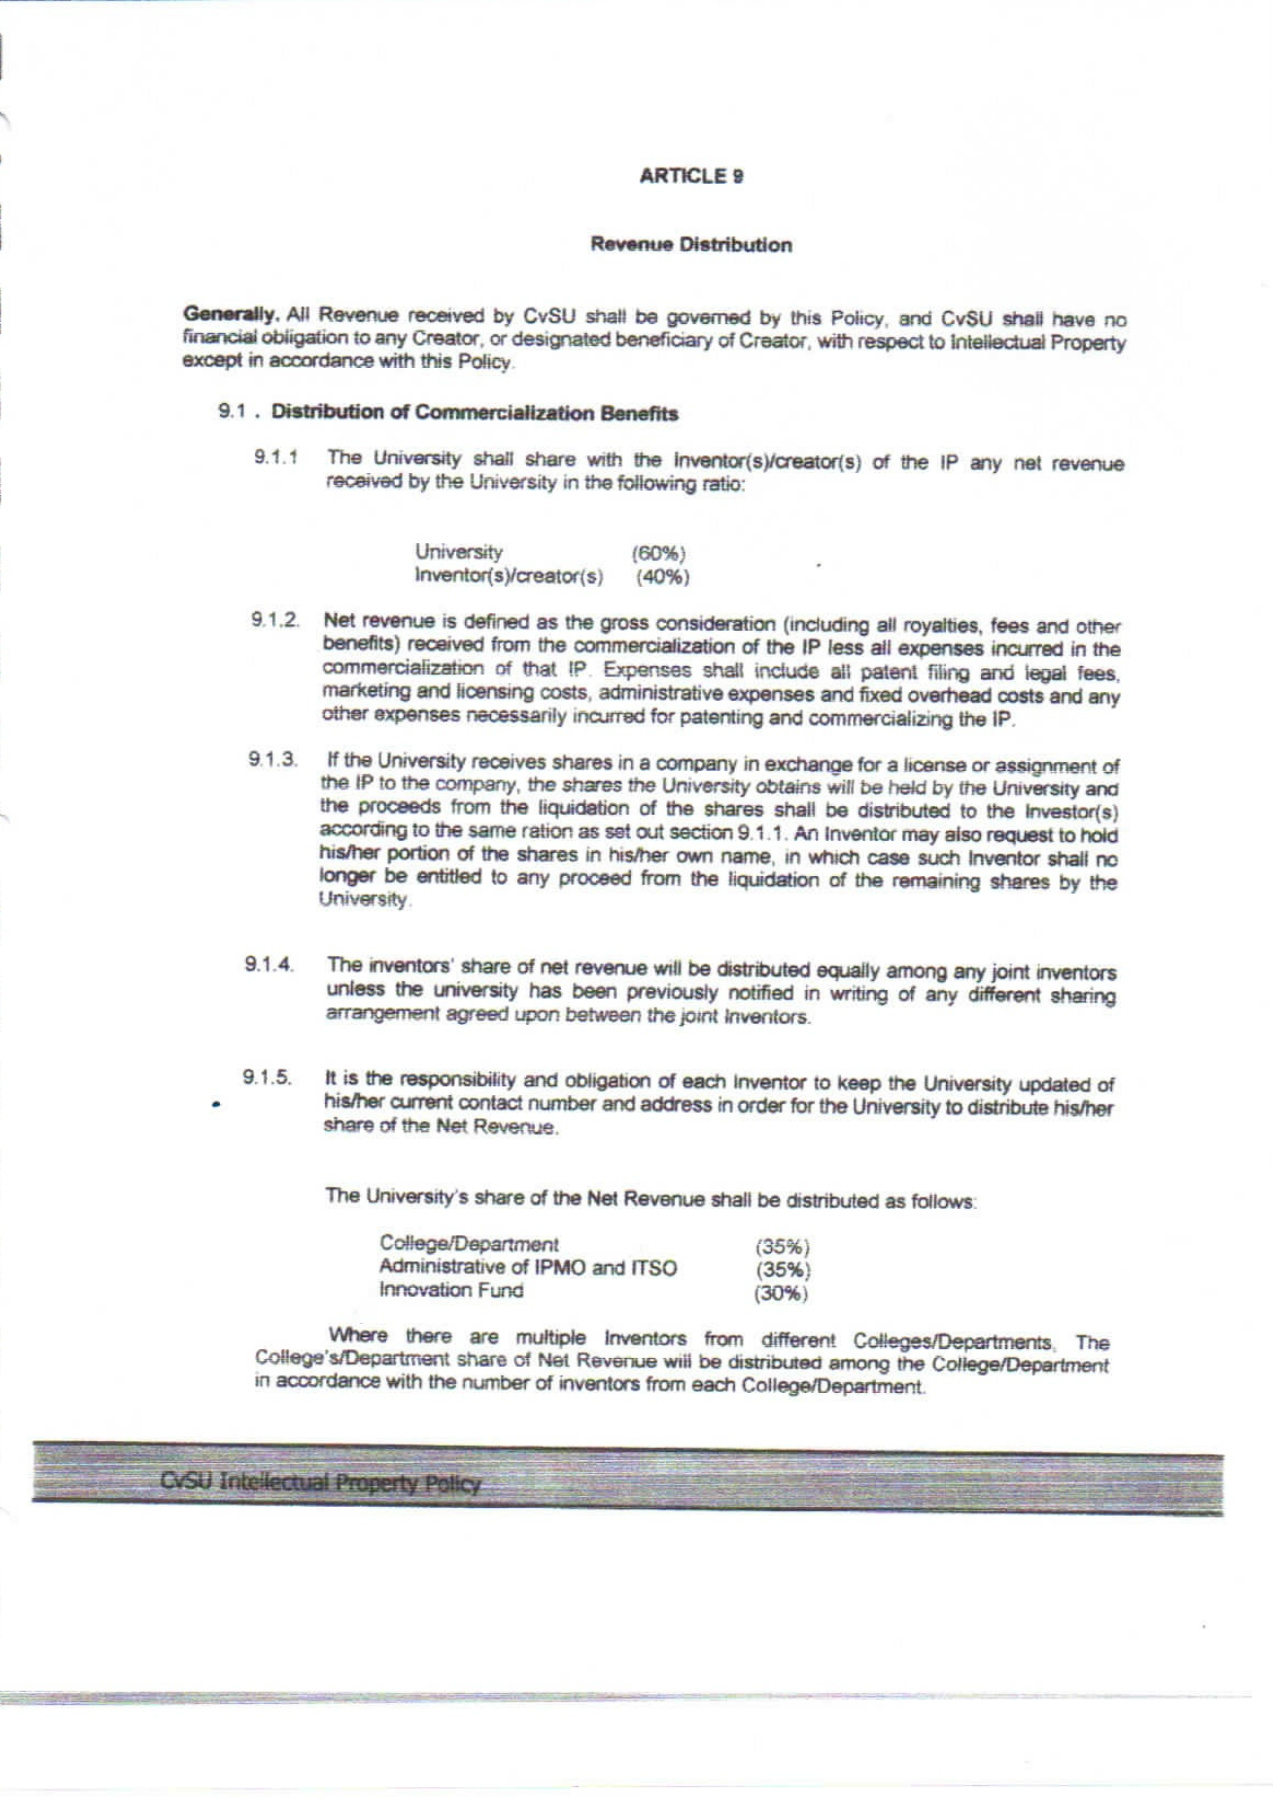 ARTICLE 9
Revenue Distribution
Generally. All Revenue received by CvSU shall be governed by this Policy, and CvSU shall have no
financial obligation to any Creator, or designated beneficiary of Creator, with respect to Intellectual Property
except in accordance with this Policy.
9.1 . Distribution of Commercialization Benefits
9.1.1 The University shall share with the Inventor(s)/creator(s) of the IP any net revenue
received by the University in the following ratio:
University (60%)
Inventor(s)/creator(s) (40%)
9.1.2. Net revenue is defined as the gross consideration (including all royalties, fees and other
benefits) received from the commercialization of the IP less all expenses incurred in the
commercialization of that IP. Expenses shall include all patent filing and legal fees,
marketing and licensing costs, administrative expenses and fixed overhead costs and any
other expenses necessarily incurred for patenting and commercializing the IP.
9.1.3. If the University receives shares in a company in exchange for a license or assignment of
the IP to the company, the shares the University obtains will be held by the University and
the proceeds from the liquidation of the shares shall be distributed to the Investor(s)
according to the same ration as set out section 9.1.1. An Inventor may also request to hold
his/her portion of the shares in his/her own name, in which case such Inventor shall no
longer be entitled to any proceed from the liquidation of the remaining shares by the
University.
9.1.4. The inventors' share of net revenue will be distributed equally among any joint inventors
unless the university has been previously notified in writing of any different sharing
arrangement agreed upon between the joint Inventors.
9.1.5. It is the responsibility and obligation of each Inventor to keep the University updated of
his/her current contact number and address in order for the University to distribute his/her
share of the Net Revenue.
The University's share of the Net Revenue shall be distributed as follows:
College/Department (35%)
Administrative of IPMO and ITSO (35%)
Innovation Fund (30%)
Where there are multiple Inventors from different Colleges/Departments, The
College's/Department share of Net Revenue will be distributed among the College/Department
in accordance with the number of inventors from each College/Department.
CvSU Intellectual Property Policy